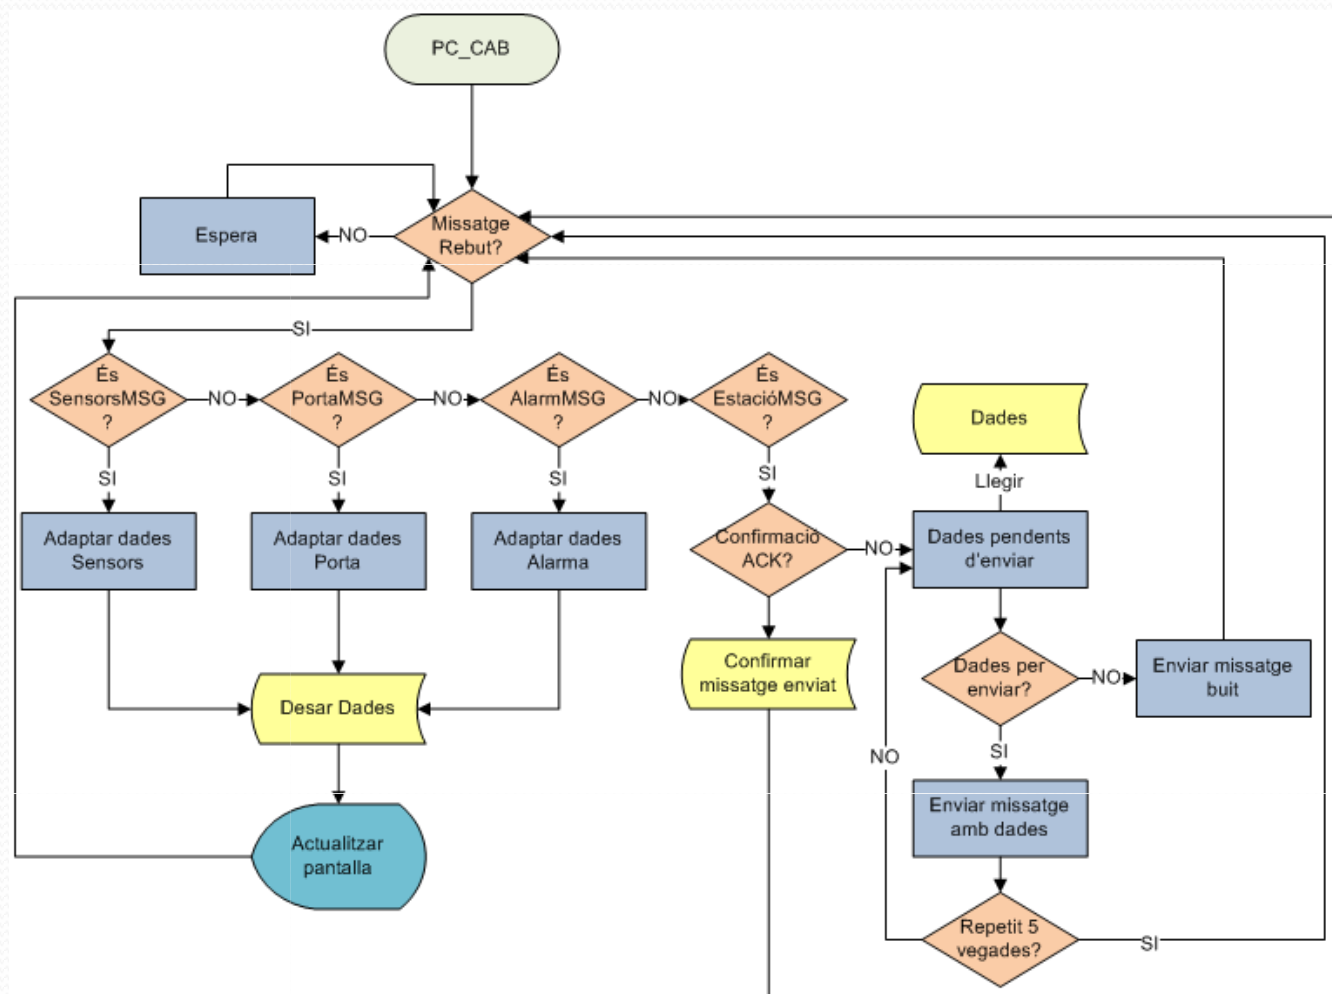 PC_CAB
Missatge
Rebut?
Espera
NO
SI
És
SensorsMSG
?
NO
És
PortaMSG
?
NO
És
AlarmMSG
?
NO
És
EstacióMSG
?
Dades
SI
SI
SI
SI
Llegir
Adaptar dades
Sensors
Adaptar dades
Porta
Adaptar dades
Alarma
Confirmació
ACK?
NO
Dades pendents
d'enviar
Confirmar
missatge enviat
Dades per
enviar?
NO
Enviar missatge
buit
Desar Dades
NO
SI
Enviar missatge
amb dades
Actualitzar
pantalla
Repetit 5
vegades?
SI